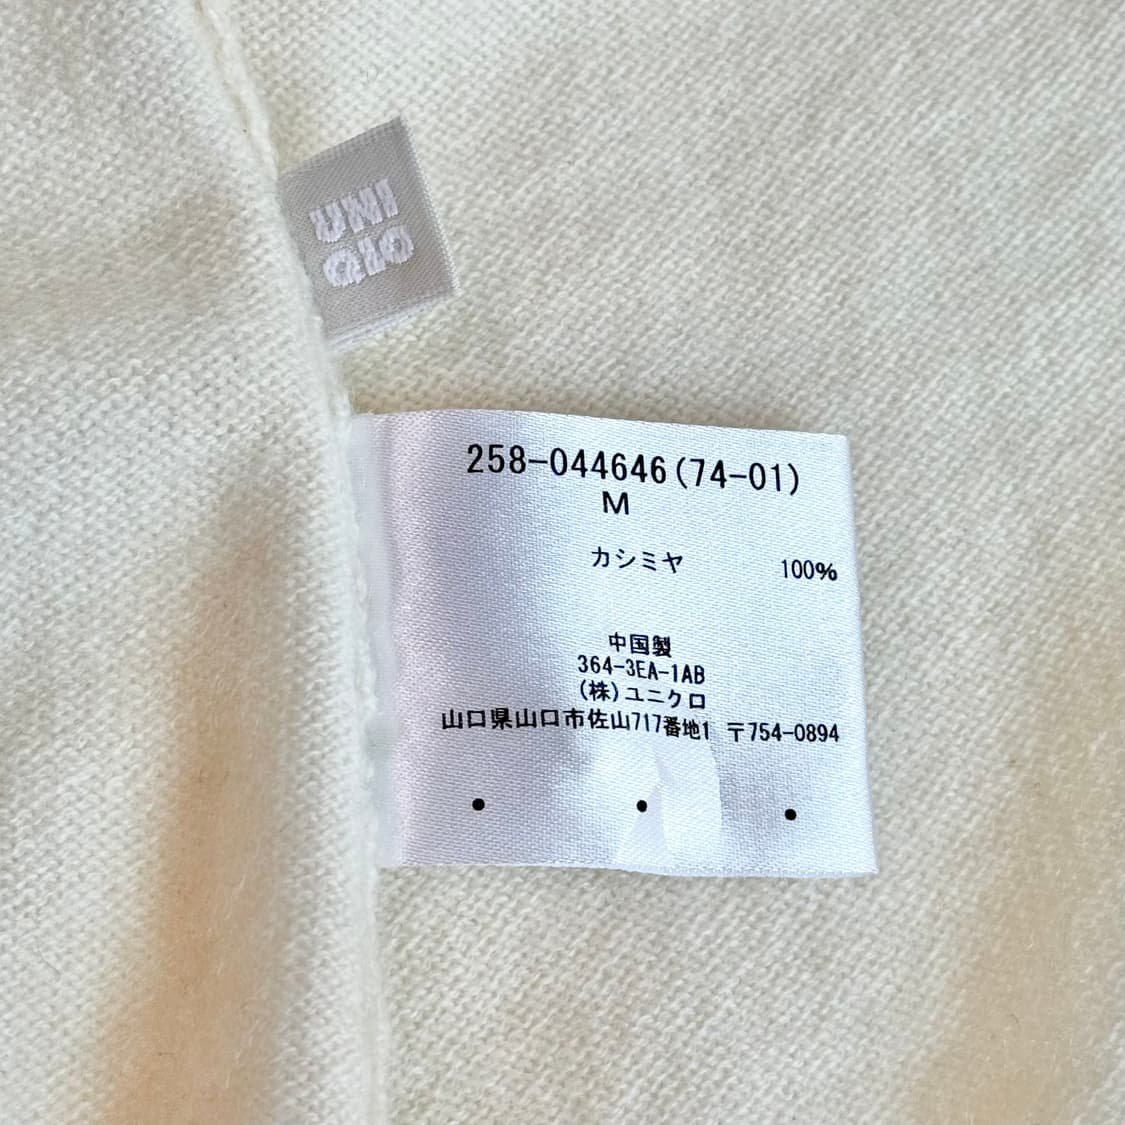 UNI
QLO
258-044646(74-01)
M
カシミヤ 100%
中国製
364-3EA-1AB
(株)ユニクロ
山口県山口市佐山717番地1 〒754-0894